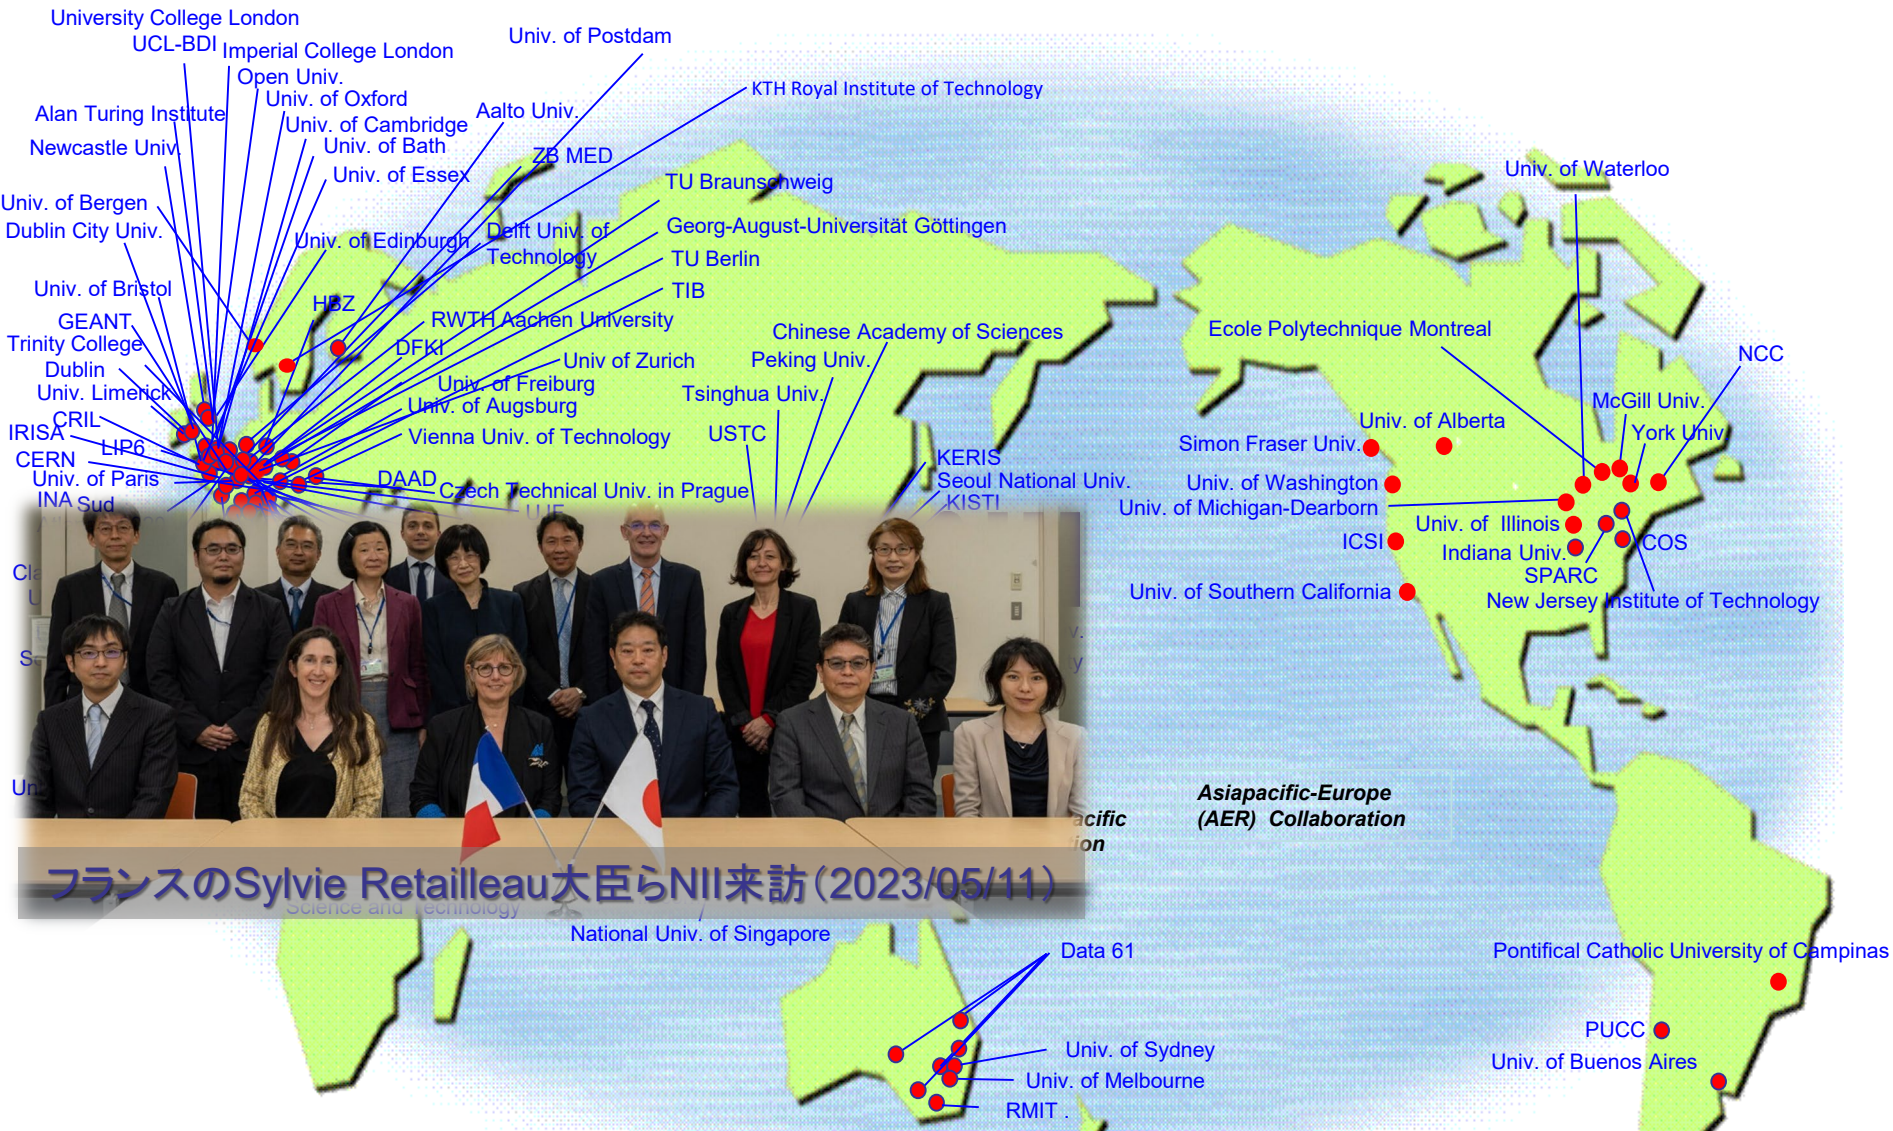 University College London
UCL-BDI
Imperial College London
Open Univ.
Univ. of Oxford
Alan Turing Institute
Univ. of Cambridge
Newcastle Univ.
Univ. of Bath
Univ. of Essex
Univ. of Bergen
Dublin City Univ.
Univ. of Edinburgh
Univ. of Bristol
GEANT
Trinity College
Dublin
Univ. Limerick
CRIL
IRISA
LIP6
CERN
Univ. of Paris
Sud
INA
Univ. of Postdam
KTH Royal Institute of Technology
Aalto Univ.
ZB MED
TU Braunschweig
Georg-August-Universität Göttingen
Delft Univ. of
Technology
TU Berlin
TIB
HBZ
RWTH Aachen University
DFKI
Univ of Zurich
Univ. of Freiburg
Univ. of Augsburg
Vienna Univ. of Technology
DAAD
Czech Technical Univ. in Prague
Chinese Academy of Sciences
Peking Univ.
Tsinghua Univ.
USTC
KERIS
Seoul National Univ.
KISTI
Univ. of Waterloo
Ecole Polytechnique Montreal
NCC
McGill Univ.
York Univ
Univ. of Alberta
Simon Fraser Univ.
Univ. of Washington
Univ. of Michigan-Dearborn
Univ. of Illinois
ICSI
Indiana Univ.
COS
SPARC
Univ. of Southern California
New Jersey Institute of Technology
Asiapacific-Europe
(AER) Collaboration
フランスのSylvie Retailleau大臣らNII来訪(2023/05/11)
Science and Technology
National Univ. of Singapore
Data 61
Univ. of Sydney
Univ. of Melbourne
RMIT .
Pontifical Catholic University of Campinas
PUCC
Univ. of Buenos Aires